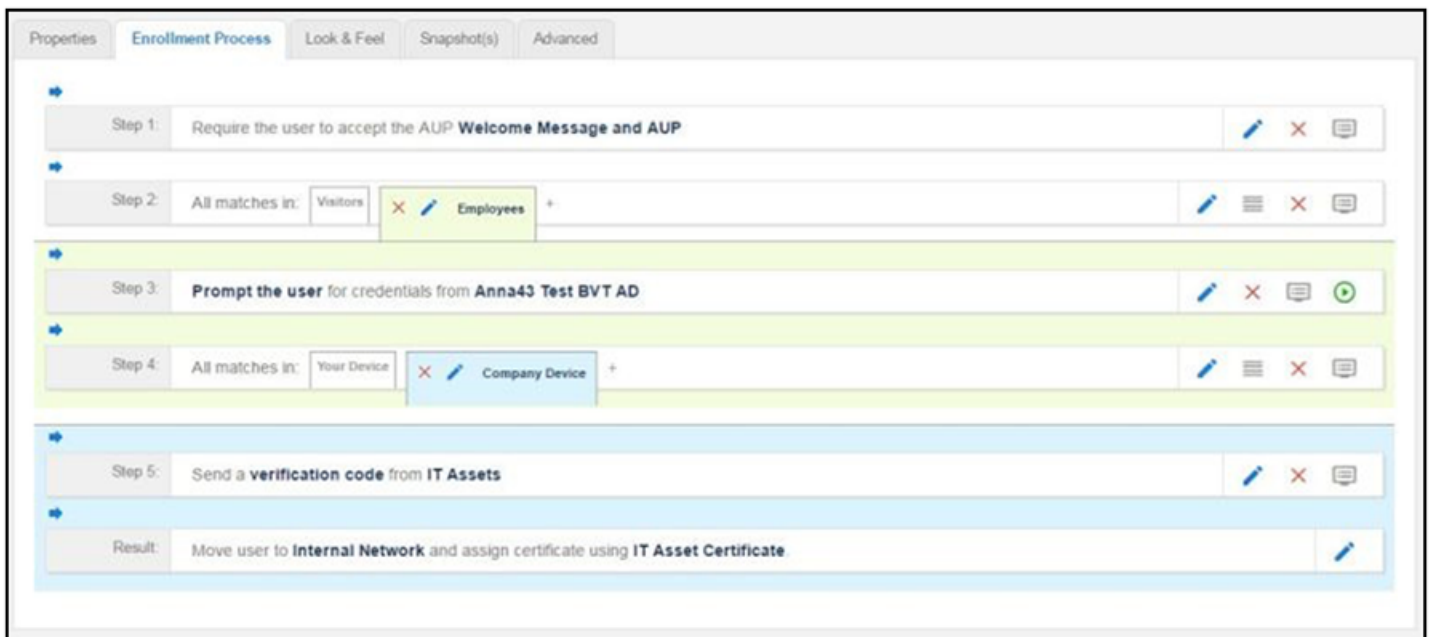 Properties Enrollment Process Look & Feel Snapshot(s) Advanced
Step 1: Require the user to accept the AUP Welcome Message and AUP
Step 2: All matches in: Visitors Employees +
Step 3: Prompt the user for credentials from Anna43 Test BVT AD
Step 4: All matches in: Your Device Company Device +
Step 5: Send a verification code from IT Assets
Result: Move user to Internal Network and assign certificate using IT Asset Certificate.